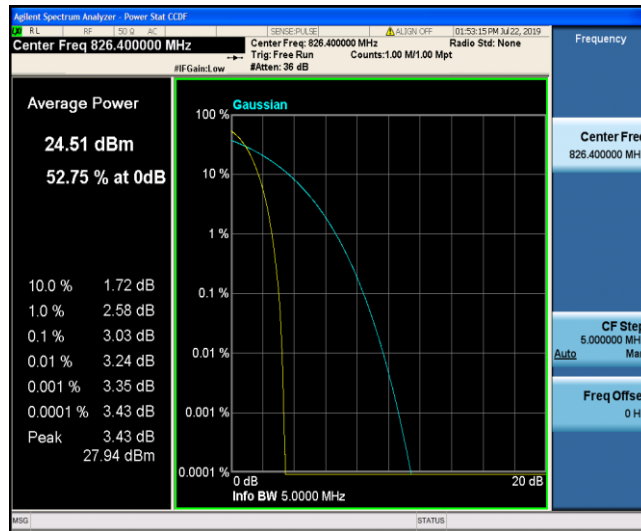 Agilent Spectrum Analyzer - Power Stat CCDF
RL RF 50 Ω AC SENSE:PULSE ALIGN OFF 01:53:15 PM Jul 22, 2019
Center Freq 826.400000 MHz
Center Freq: 826.400000 MHz Radio Std: None
Trig: Free Run Counts:1.00 M/1.00 Mpt
#IFGain:Low #Atten: 36 dB
Frequency
Average Power
24.51 dBm
52.75 % at 0dB
10.0 % 1.72 dB
1.0 % 2.58 dB
0.1 % 3.03 dB
0.01 % 3.24 dB
0.001 % 3.35 dB
0.0001 % 3.43 dB
Peak 3.43 dB
27.94 dBm
Gaussian
100 %
10 %
1 %
0.1 %
0.01 %
0.001 %
0.0001 %
0 dB 20 dB
Info BW 5.0000 MHz
Center Freq
826.400000 MH
CF Step
5.000000 MH
Auto Ma
Freq Offse
0 H
MSG STATUS